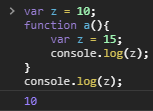 > var z = 10;
function a(){
    var z = 15;
    console.log(z);
}
console.log(z);
10